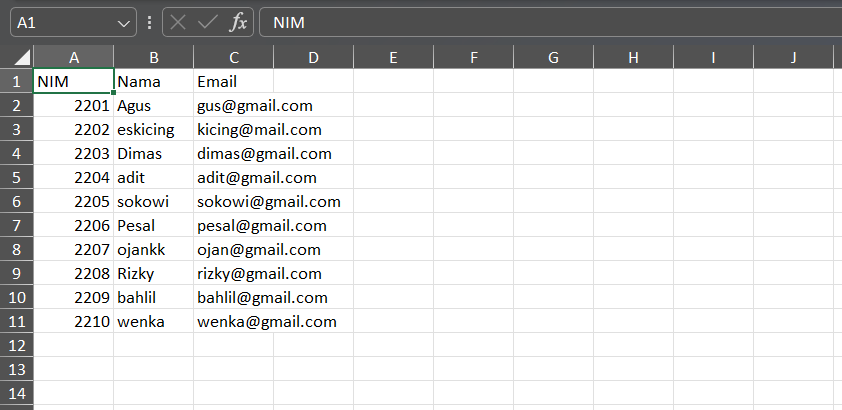 A1 fx NIM
A B C D E F G H I J
1 NIM Nama Email
2 2201 Agus gus@gmail.com
3 2202 eskicing kicing@mail.com
4 2203 Dimas dimas@gmail.com
5 2204 adit adit@gmail.com
6 2205 sokowi sokowi@gmail.com
7 2206 Pesal pesal@gmail.com
8 2207 ojankk ojan@gmail.com
9 2208 Rizky rizky@gmail.com
10 2209 bahlil bahlil@gmail.com
11 2210 wenka wenka@gmail.com
12
13
14